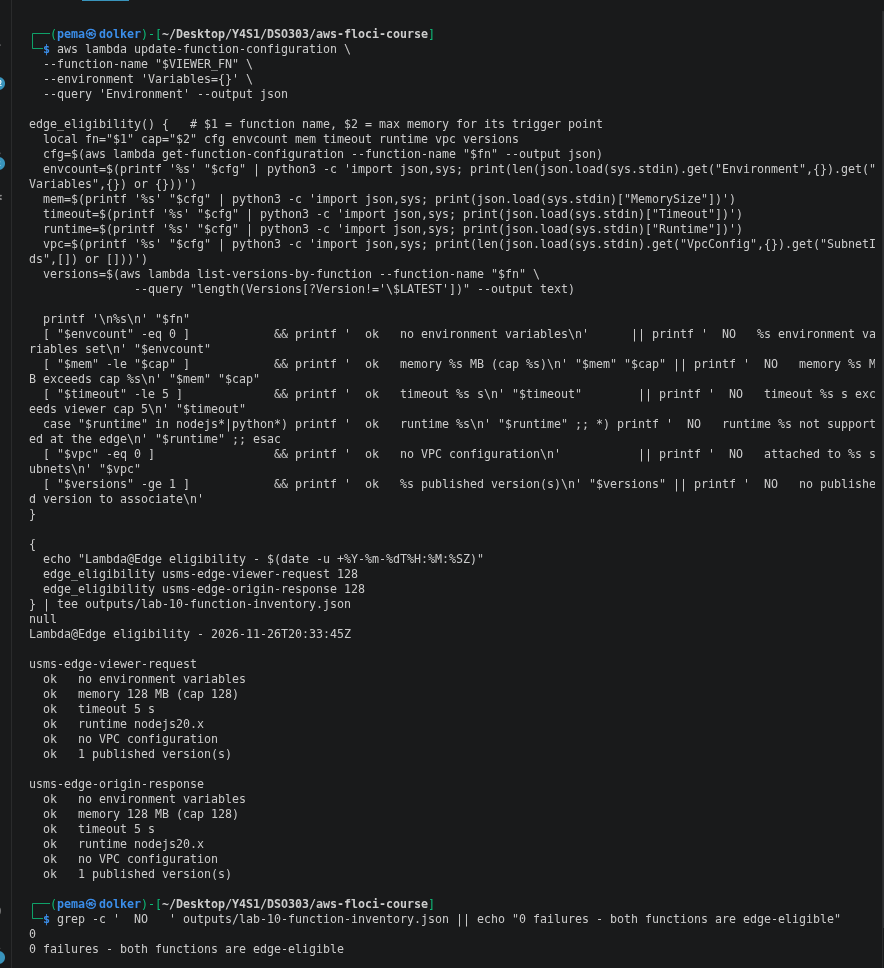 ┌──(pema㉿dolker)-[~/Desktop/Y4S1/DSO303/aws-floci-course]
└─$ aws lambda update-function-configuration \
  --function-name "$VIEWER_FN" \
  --environment 'Variables={}' \
  --query 'Environment' --output json

edge_eligibility() {   # $1 = function name, $2 = max memory for its trigger point
  local fn="$1" cap="$2" cfg envcount mem timeout runtime vpc versions
  cfg=$(aws lambda get-function-configuration --function-name "$fn" --output json)
  envcount=$(printf '%s' "$cfg" | python3 -c 'import json,sys; print(len(json.load(sys.stdin).get("Environment",{}).get("
Variables",{}) or {}))')
  mem=$(printf '%s' "$cfg" | python3 -c 'import json,sys; print(json.load(sys.stdin)["MemorySize"])')
  timeout=$(printf '%s' "$cfg" | python3 -c 'import json,sys; print(json.load(sys.stdin)["Timeout"])')
  runtime=$(printf '%s' "$cfg" | python3 -c 'import json,sys; print(json.load(sys.stdin)["Runtime"])')
  vpc=$(printf '%s' "$cfg" | python3 -c 'import json,sys; print(len(json.load(sys.stdin).get("VpcConfig",{}).get("SubnetI
ds",[]) or []))')
  versions=$(aws lambda list-versions-by-function --function-name "$fn" \
               --query "length(Versions[?Version!='\$LATEST'])" --output text)

  printf '\n%s\n' "$fn"
  [ "$envcount" -eq 0 ]            && printf '  ok   no environment variables\n'      || printf '  NO   %s environment va
riables set\n' "$envcount"
  [ "$mem" -le "$cap" ]            && printf '  ok   memory %s MB (cap %s)\n' "$mem" "$cap" || printf '  NO   memory %s M
B exceeds cap %s\n' "$mem" "$cap"
  [ "$timeout" -le 5 ]             && printf '  ok   timeout %s s\n' "$timeout"        || printf '  NO   timeout %s s exc
eeds viewer cap 5\n' "$timeout"
  case "$runtime" in nodejs*|python*) printf '  ok   runtime %s\n' "$runtime" ;; *) printf '  NO   runtime %s not support
ed at the edge\n' "$runtime" ;; esac
  [ "$vpc" -eq 0 ]                 && printf '  ok   no VPC configuration\n'           || printf '  NO   attached to %s s
ubnets\n' "$vpc"
  [ "$versions" -ge 1 ]            && printf '  ok   %s published version(s)\n' "$versions" || printf '  NO   no publishe
d version to associate\n'
}

{
  echo "Lambda@Edge eligibility - $(date -u +%Y-%m-%dT%H:%M:%SZ)"
  edge_eligibility usms-edge-viewer-request 128
  edge_eligibility usms-edge-origin-response 128
} | tee outputs/lab-10-function-inventory.json
null
Lambda@Edge eligibility - 2026-11-26T20:33:45Z

usms-edge-viewer-request
  ok   no environment variables
  ok   memory 128 MB (cap 128)
  ok   timeout 5 s
  ok   runtime nodejs20.x
  ok   no VPC configuration
  ok   1 published version(s)

usms-edge-origin-response
  ok   no environment variables
  ok   memory 128 MB (cap 128)
  ok   timeout 5 s
  ok   runtime nodejs20.x
  ok   no VPC configuration
  ok   1 published version(s)

┌──(pema㉿dolker)-[~/Desktop/Y4S1/DSO303/aws-floci-course]
└─$ grep -c '  NO   ' outputs/lab-10-function-inventory.json || echo "0 failures - both functions are edge-eligible"
0
0 failures - both functions are edge-eligible